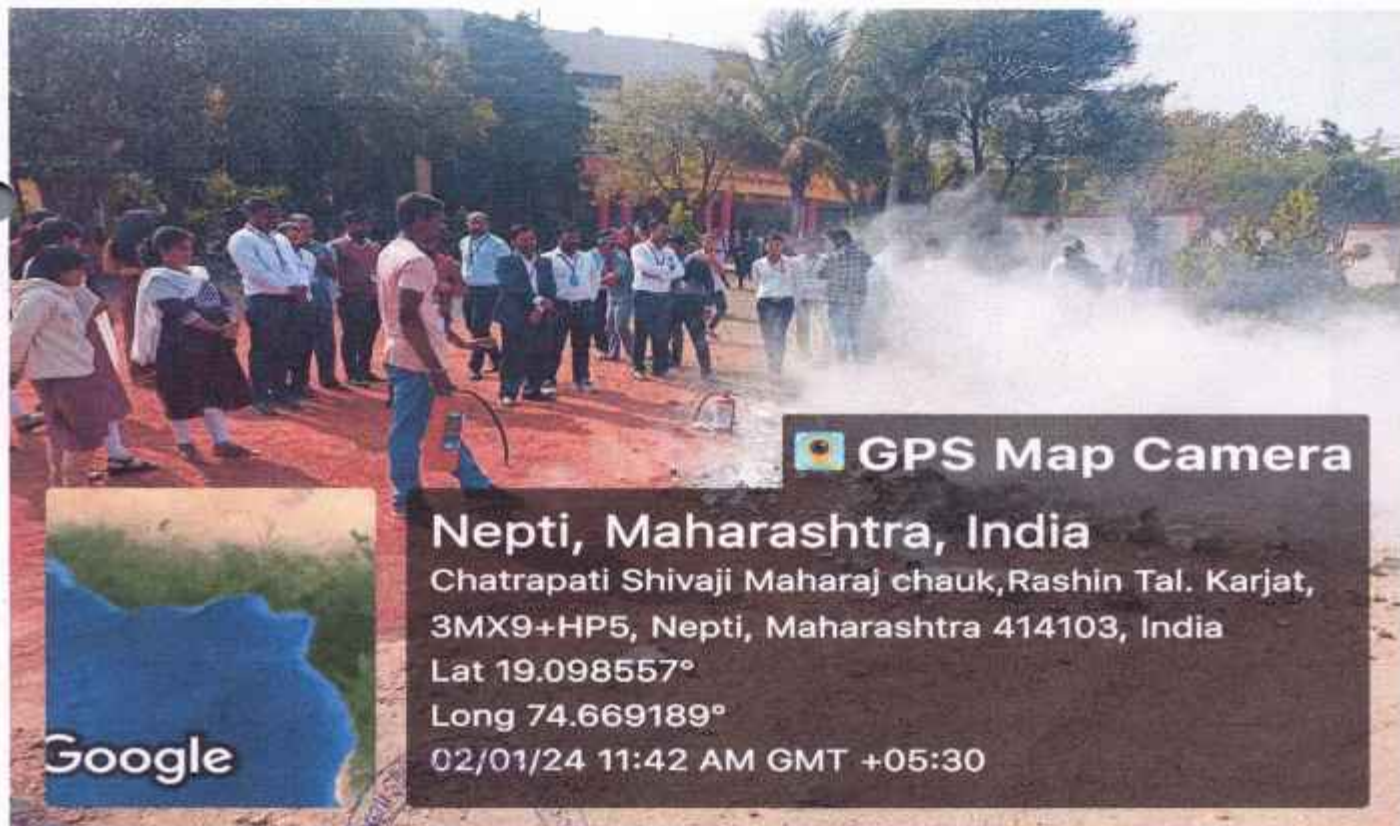 GPS Map Camera
Nepti, Maharashtra, India
Chatrapati Shivaji Maharaj chauk,Rashin Tal. Karjat,
3MX9+HP5, Nepti, Maharashtra 414103, India
Lat 19.098557°
Long 74.669189°
02/01/24 11:42 AM GMT +05:30
Google